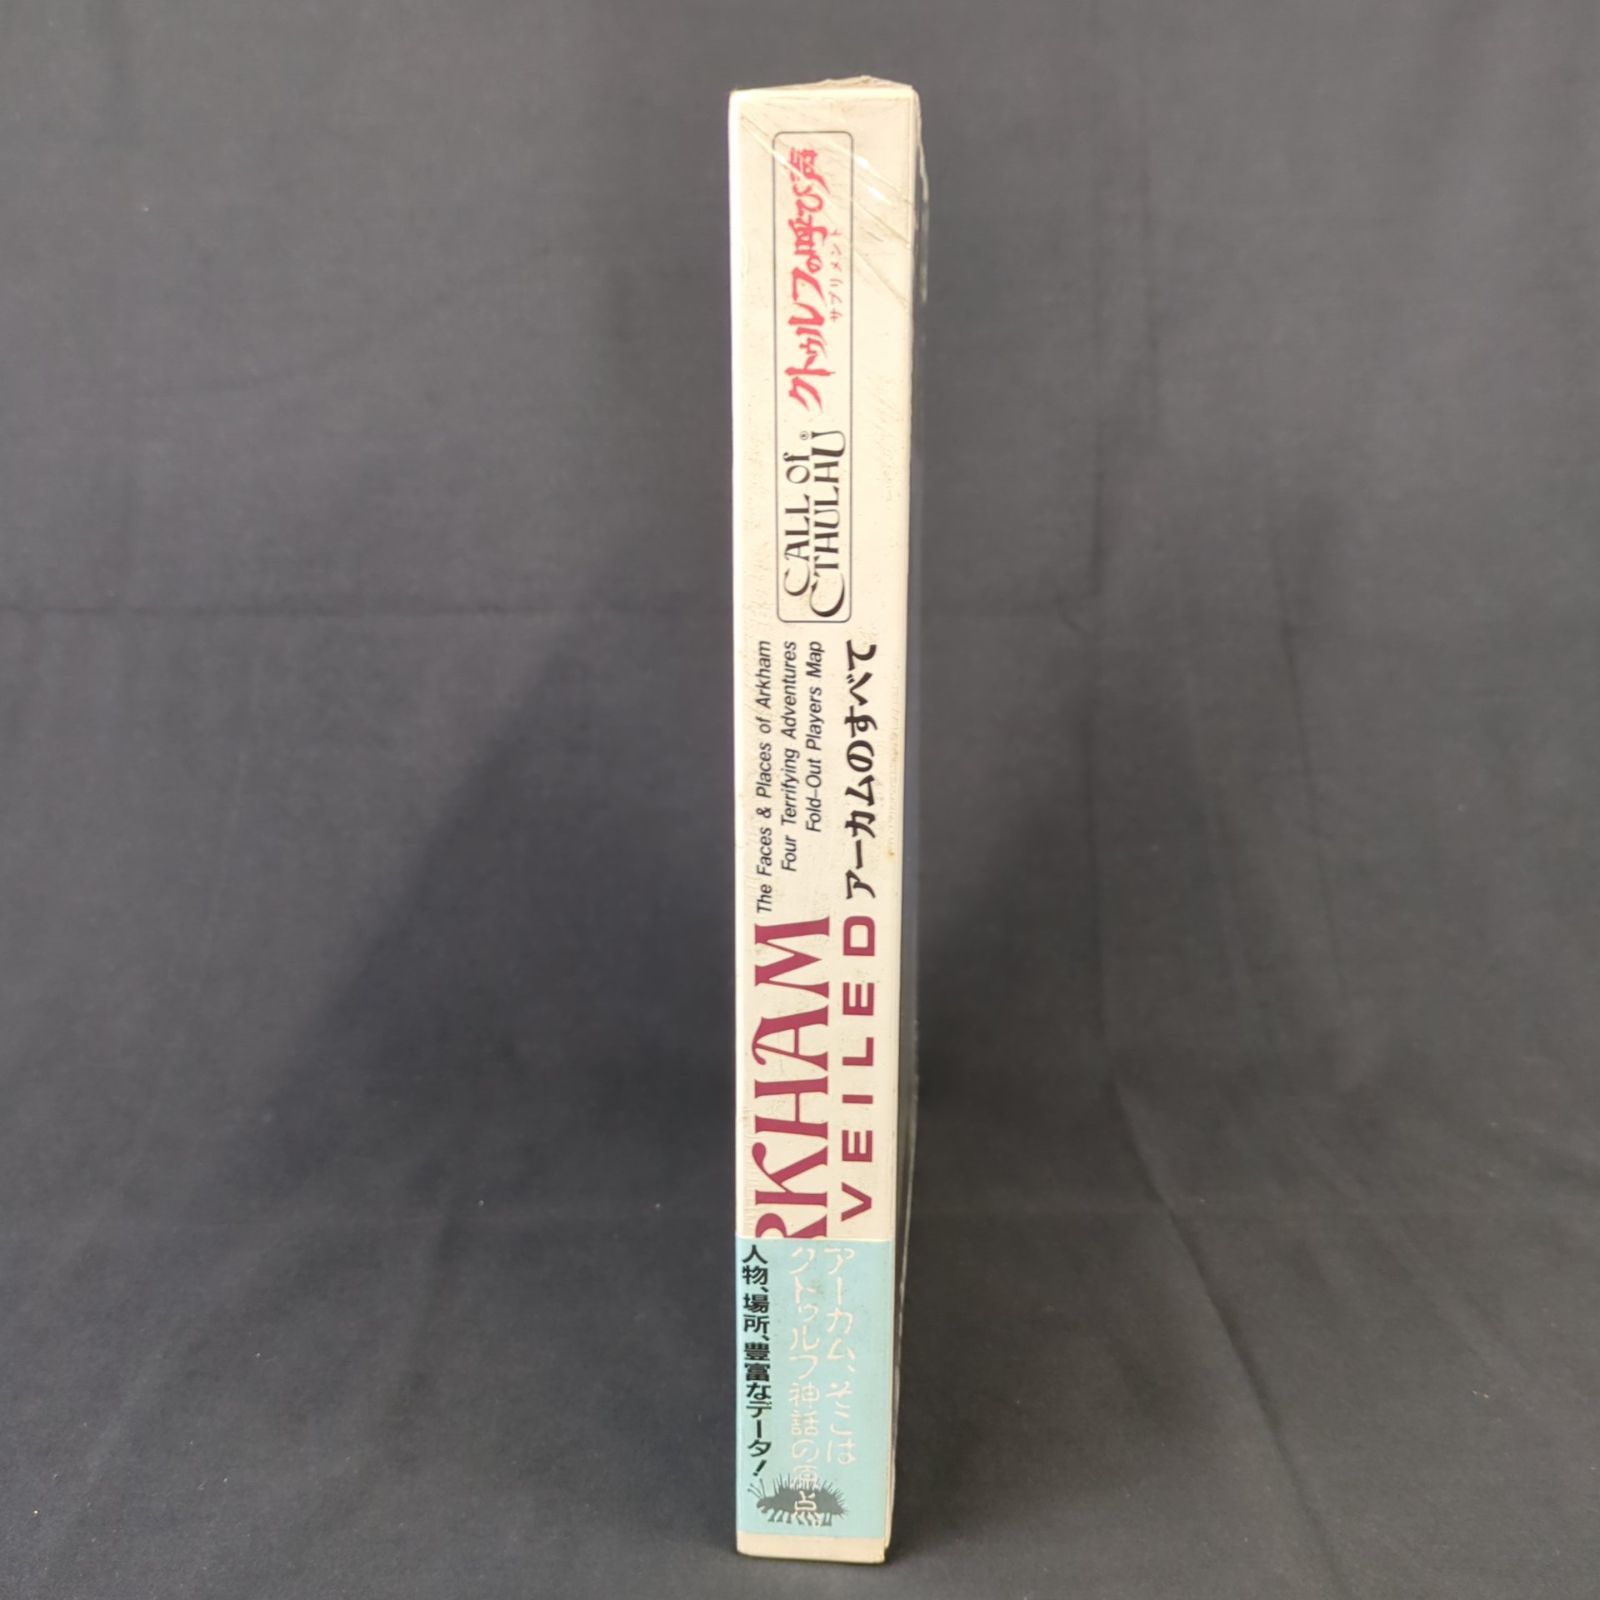 クトゥルフの呼び声
サプリメント
CALL of
CTHULHU®
The Faces & Places of Arkham
Four Terrifying Adventures
Fold-Out Players Map
アーカムのすべて
RKHAM
VEILED
アーカム、そこは
クトゥルフ神話の原点
人物、場所、豊富なデータ!